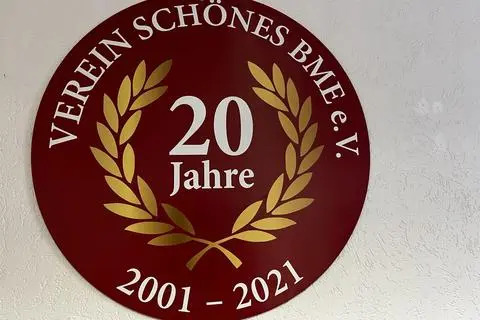 VEREIN SCHÖNES BME e.V.
20
Jahre
2001 – 2021